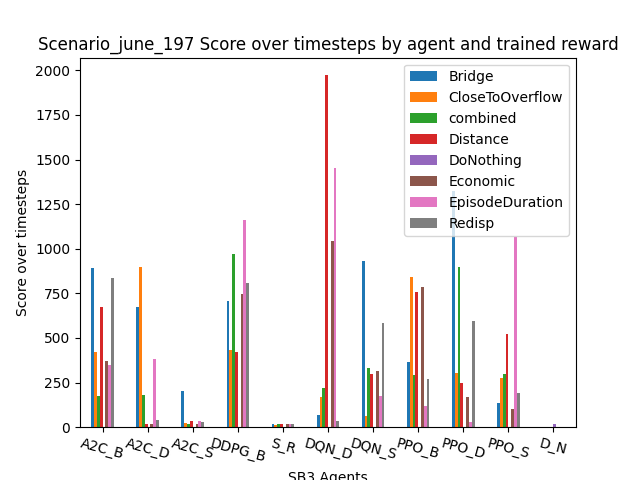 Scenario_june_197 Score over timesteps by agent and trained reward
Score over timesteps
2000
1750
1500
1250
1000
750
500
250
0
Bridge
CloseToOverflow
combined
Distance
DoNothing
Economic
EpisodeDuration
Redisp
A2C_B
A2C_D
A2C_S
DDPG_B
S_R
DQN_D
DQN_S
PPO_B
PPO_D
PPO_S
D_N
SB3 Agents